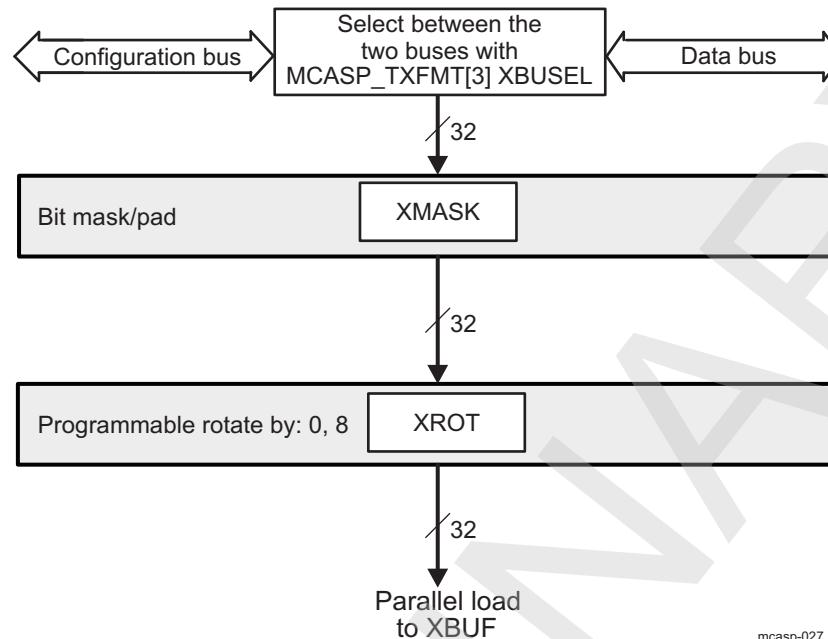 Configuration bus
Select between the
two buses with
MCASP_TXFMT[3] XBUSEL
Data bus
32
Bit mask/pad
XMASK
32
Programmable rotate by: 0, 8
XROT
32
Parallel load
to XBUF
mcasp-027